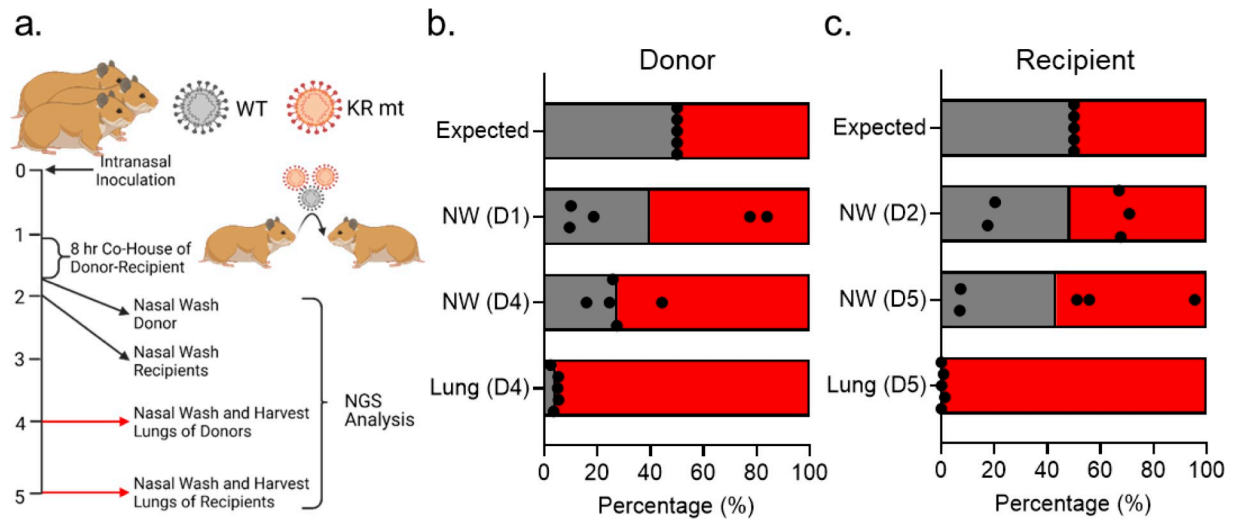 a.
WT
KR mt
0
Intranasal
Inoculation
1
8 hr Co-House of
Donor-Recipient
2
Nasal Wash
Donor
Nasal Wash
Recipients
3
NGS
Analysis
4
Nasal Wash and Harvest
Lungs of Donors
5
Nasal Wash and Harvest
Lungs of Recipients
b.
Donor
Expected
NW (D1)
NW (D4)
Lung (D4)
0 20 40 60 80 100
Percentage (%)
c.
Recipient
Expected
NW (D2)
NW (D5)
Lung (D5)
0 20 40 60 80 100
Percentage (%)